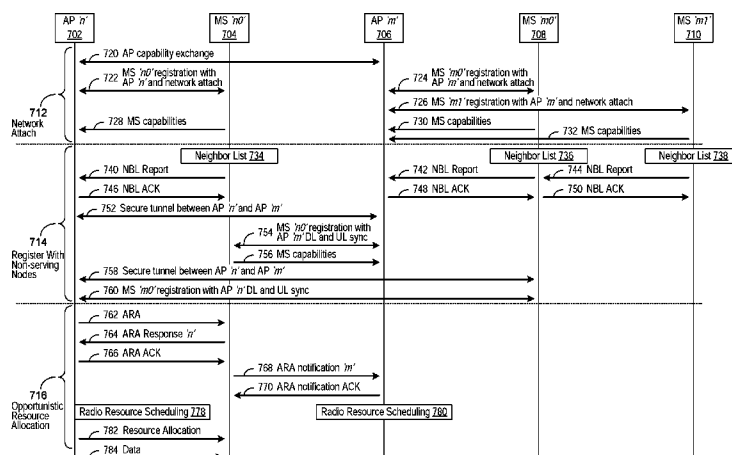 AP 'n'
702
MS 'n0'
704
AP 'm'
706
MS 'm0'
708
MS 'm1'
710
720 AP capability exchange
722 MS 'n0' registration with
AP 'n' and network attach
724 MS 'm0' registration with
AP 'm' and network attach
712
Network
Attach
726 MS 'm1' registration with AP 'm' and network attach
728 MS capabilities
730 MS capabilities
732 MS capabilities
Neighbor List 734
Neighbor List 736
Neighbor List 738
740 NBL Report
742 NBL Report
744 NBL Report
746 NBL ACK
748 NBL ACK
750 NBL ACK
752 Secure tunnel between AP 'n' and AP 'm'
714
Register With
Non-serving
Nodes
754 MS 'n0' registration with
AP 'm' DL and UL sync
756 MS capabilities
758 Secure tunnel between AP 'n' and AP 'm'
760 MS 'm0' registration with AP 'n' DL and UL sync
762 ARA
764 ARA Response 'n'
766 ARA ACK
768 ARA notification 'm'
770 ARA notification ACK
716
Opportunistic
Resource
Allocation
Radio Resource Scheduling 778
Radio Resource Scheduling 780
782 Resource Allocation
784 Data